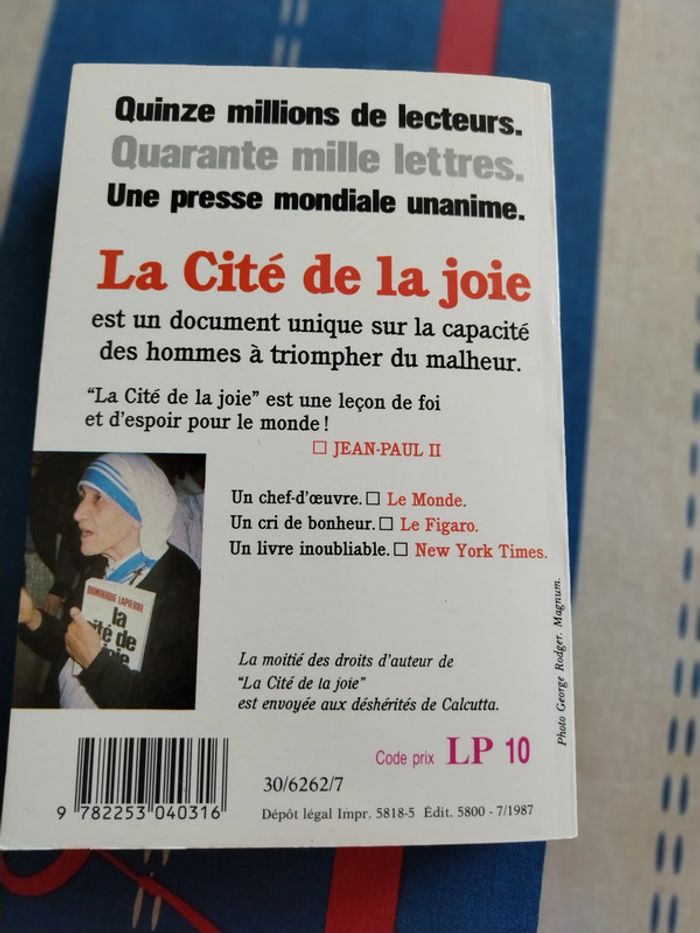 Quinze millions de lecteurs.
Quarante mille lettres.
Une presse mondiale unanime.
La Cité de la joie
est un document unique sur la capacité
des hommes à triompher du malheur.
“La Cité de la joie” est une leçon de foi
et d'espoir pour le monde !
□ JEAN-PAUL II
Un chef-d'œuvre. □ Le Monde.
Un cri de bonheur. □ Le Figaro.
Un livre inoubliable. □ New York Times.
DOMINIQUE LAPIERRE
la
cité de
joie
La moitié des droits d'auteur de
“La Cité de la joie”
est envoyée aux déshérités de Calcutta.
Photo George Rodger. Magnum.
Code prix LP 10
30/6262/7
9 782253 040316
Dépôt légal Impr. 5818-5 Édit. 5800 - 7/1987